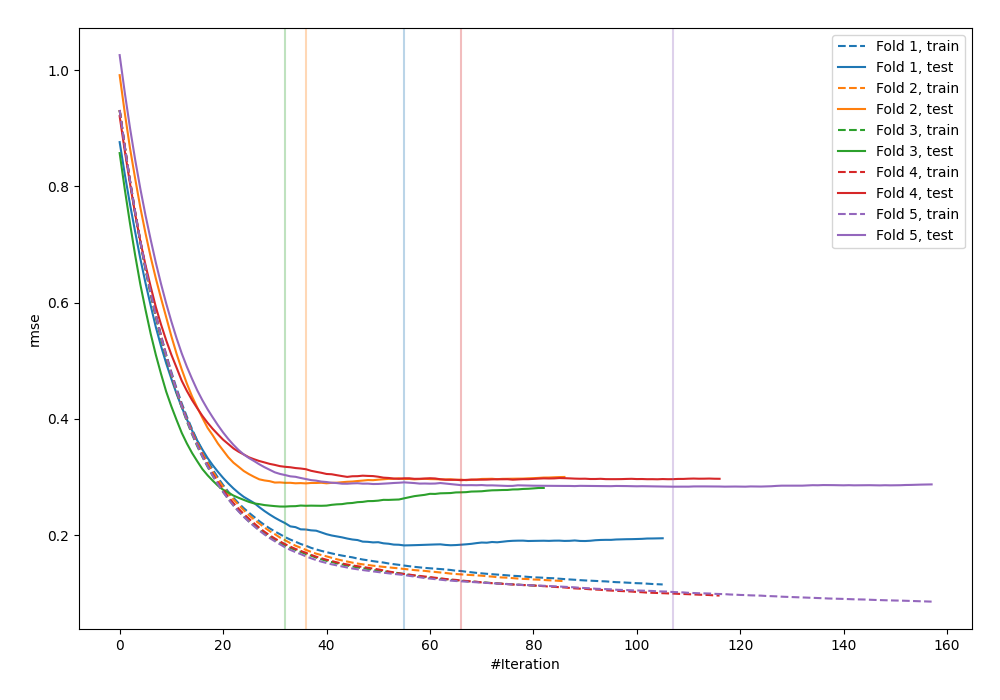 1.0
0.8
0.6
0.4
0.2
rmse
0
20
40
60
80
100
120
140
160
#Iteration
Fold 1, train
Fold 1, test
Fold 2, train
Fold 2, test
Fold 3, train
Fold 3, test
Fold 4, train
Fold 4, test
Fold 5, train
Fold 5, test